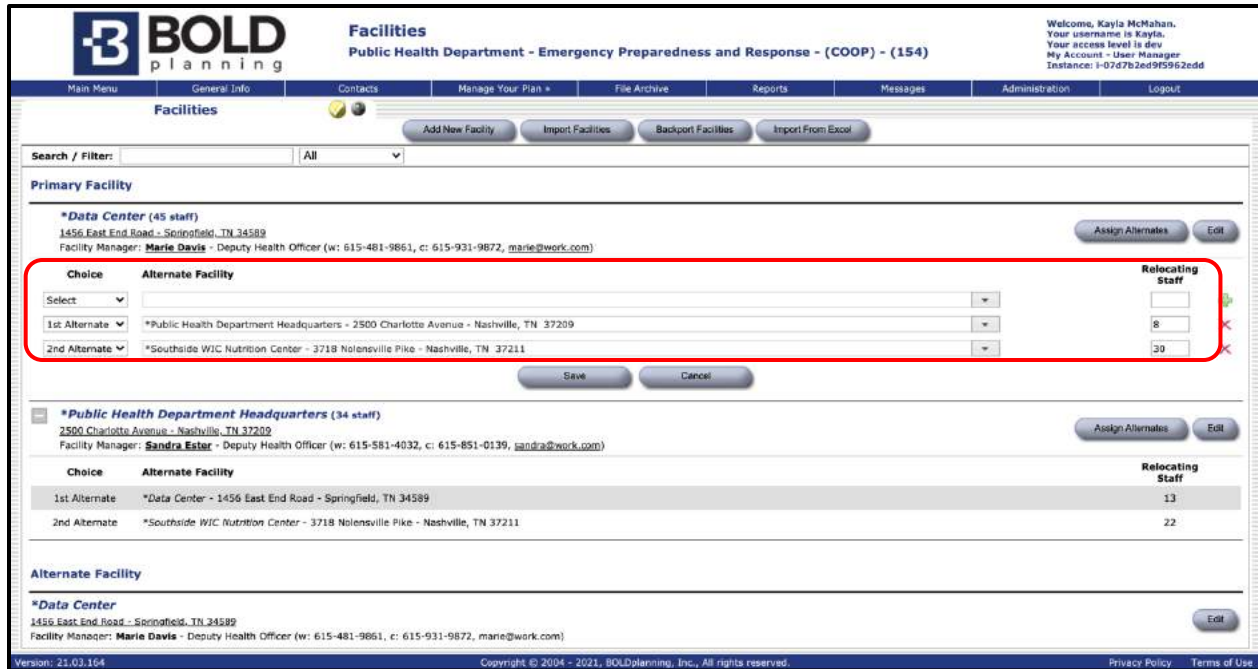 BOLD
planning
Facilities
Public Health Department - Emergency Preparedness and Response - (COOP) - (154)
Welcome, Kayla McMahan.
Your username is Kayla.
Your access level is dev
My Account - User Manager
Instance: i-07d7b2ed9f5962edd
Main Menu General Info Contacts Manage Your Plan » File Archive Reports Messages Administration Logout
Facilities
Add New Facility Import Facilities Backport Facilities Import From Excel
Search / Filter: All
Primary Facility
*Data Center (45 staff)
1456 East End Road - Springfield, TN 34589
Facility Manager: Marie Davis - Deputy Health Officer (w: 615-481-9861, c: 615-931-9872, marie@work.com)
Assign Alternates Edit
Choice Alternate Facility Relocating Staff
Select
1st Alternate *Public Health Department Headquarters - 2500 Charlotte Avenue - Nashville, TN 37209 8
2nd Alternate *Southside WIC Nutrition Center - 3718 Nolensville Pike - Nashville, TN 37211 30
Save Cancel
*Public Health Department Headquarters (34 staff)
2500 Charlotte Avenue - Nashville, TN 37209
Facility Manager: Sandra Ester - Deputy Health Officer (w: 615-581-4032, c: 615-851-0139, sandra@work.com)
Assign Alternates Edit
Choice Alternate Facility Relocating Staff
1st Alternate *Data Center - 1456 East End Road - Springfield, TN 34589 13
2nd Alternate *Southside WIC Nutrition Center - 3718 Nolensville Pike - Nashville, TN 37211 22
Alternate Facility
*Data Center
1456 East End Road - Springfield, TN 34589
Facility Manager: Marie Davis - Deputy Health Officer (w: 615-481-9861, c: 615-931-9872, marie@work.com)
Edit
Version: 21.03.164 Copyright © 2004 - 2021, BOLDplanning, Inc., All rights reserved. Privacy Policy Terms of Use